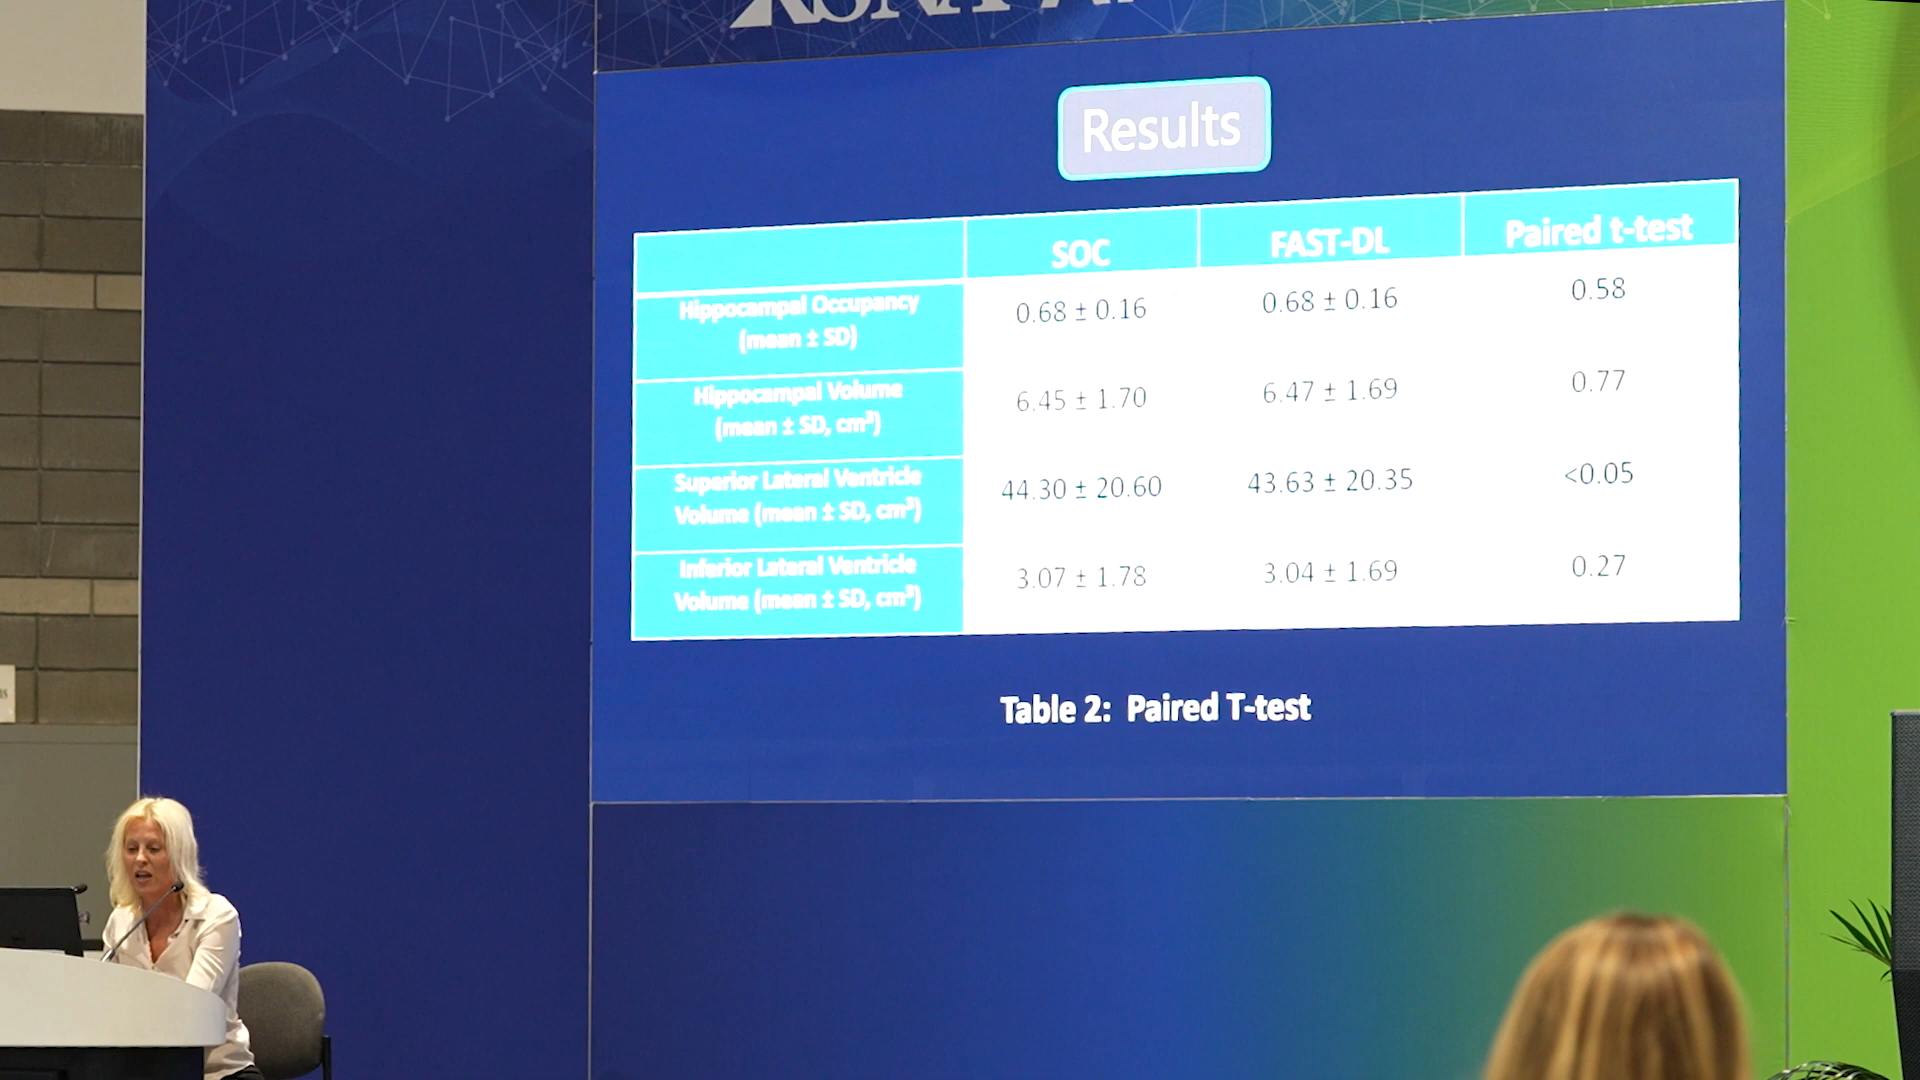 Results
SOC FAST-DL Paired t-test
Hippocampal Occupancy
(mean ± SD)
0.68 ± 0.16 0.68 ± 0.16 0.58
Hippocampal Volume
(mean ± SD, cm³)
6.45 ± 1.70 6.47 ± 1.69 0.77
Superior Lateral Ventricle
Volume (mean ± SD, cm³)
44.30 ± 20.60 43.63 ± 20.35 <0.05
Inferior Lateral Ventricle
Volume (mean ± SD, cm³)
3.07 ± 1.78 3.04 ± 1.69 0.27
Table 2: Paired T-test